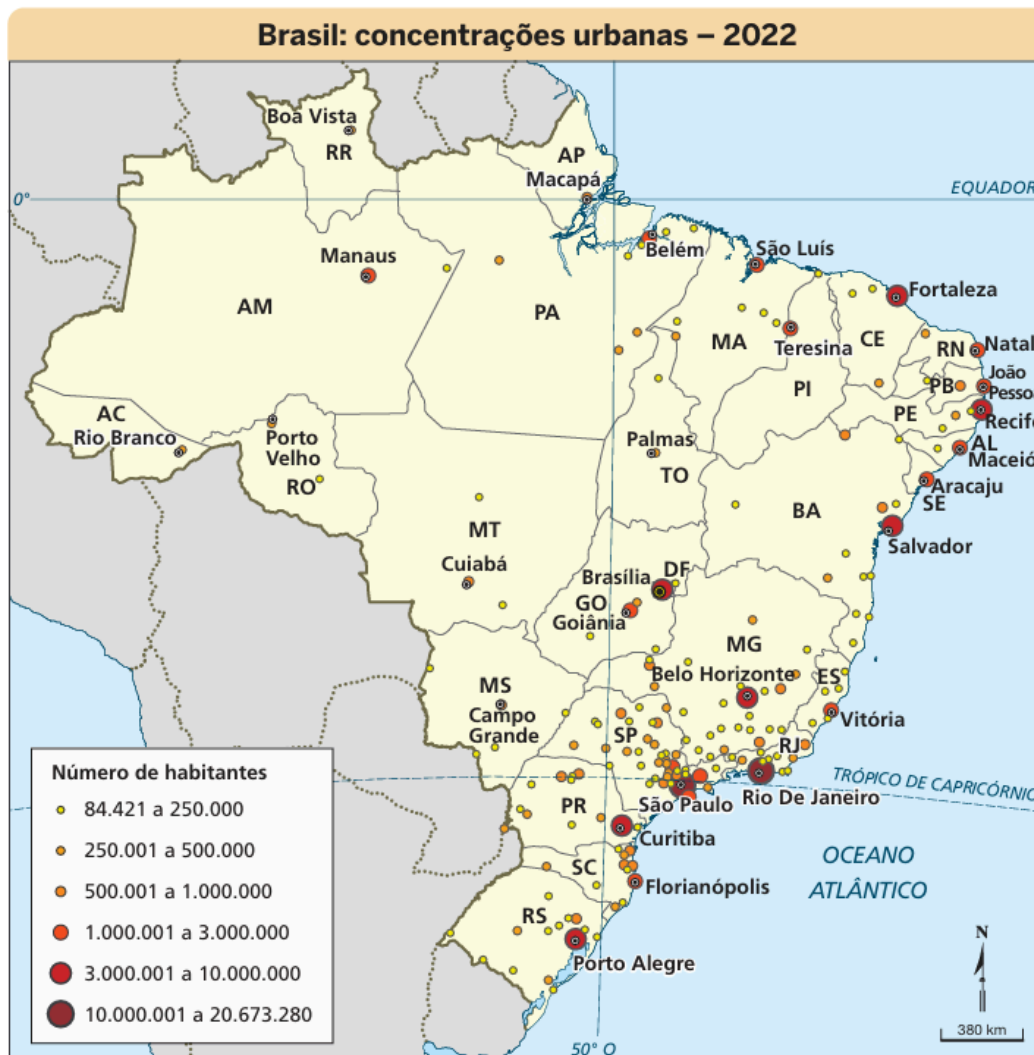 Brasil: concentrações urbanas – 2022
Boa Vista
RR
AP
Macapá
0°
EQUADOR
Belém
São Luís
Manaus
Fortaleza
AM
PA
MA
CE
RN
Natal
Teresina
João
Pessoa
PB
PI
PE
Recife
AC
Rio Branco
Porto
Velho
RO
Palmas
TO
AL
Maceió
Aracaju
SE
BA
MT
Salvador
Cuiabá
Brasília
DF
GO
Goiânia
MG
Belo Horizonte
ES
MS
Campo
Grande
Vitória
SP
RJ
TRÓPICO DE CAPRICÓRNIO
São Paulo
Rio De Janeiro
PR
Curitiba
OCEANO
ATLÂNTICO
SC
Florianópolis
RS
Porto Alegre
Número de habitantes
84.421 a 250.000
250.001 a 500.000
500.001 a 1.000.000
1.000.001 a 3.000.000
3.000.001 a 10.000.000
10.000.001 a 20.673.280
N
380 km
50° O